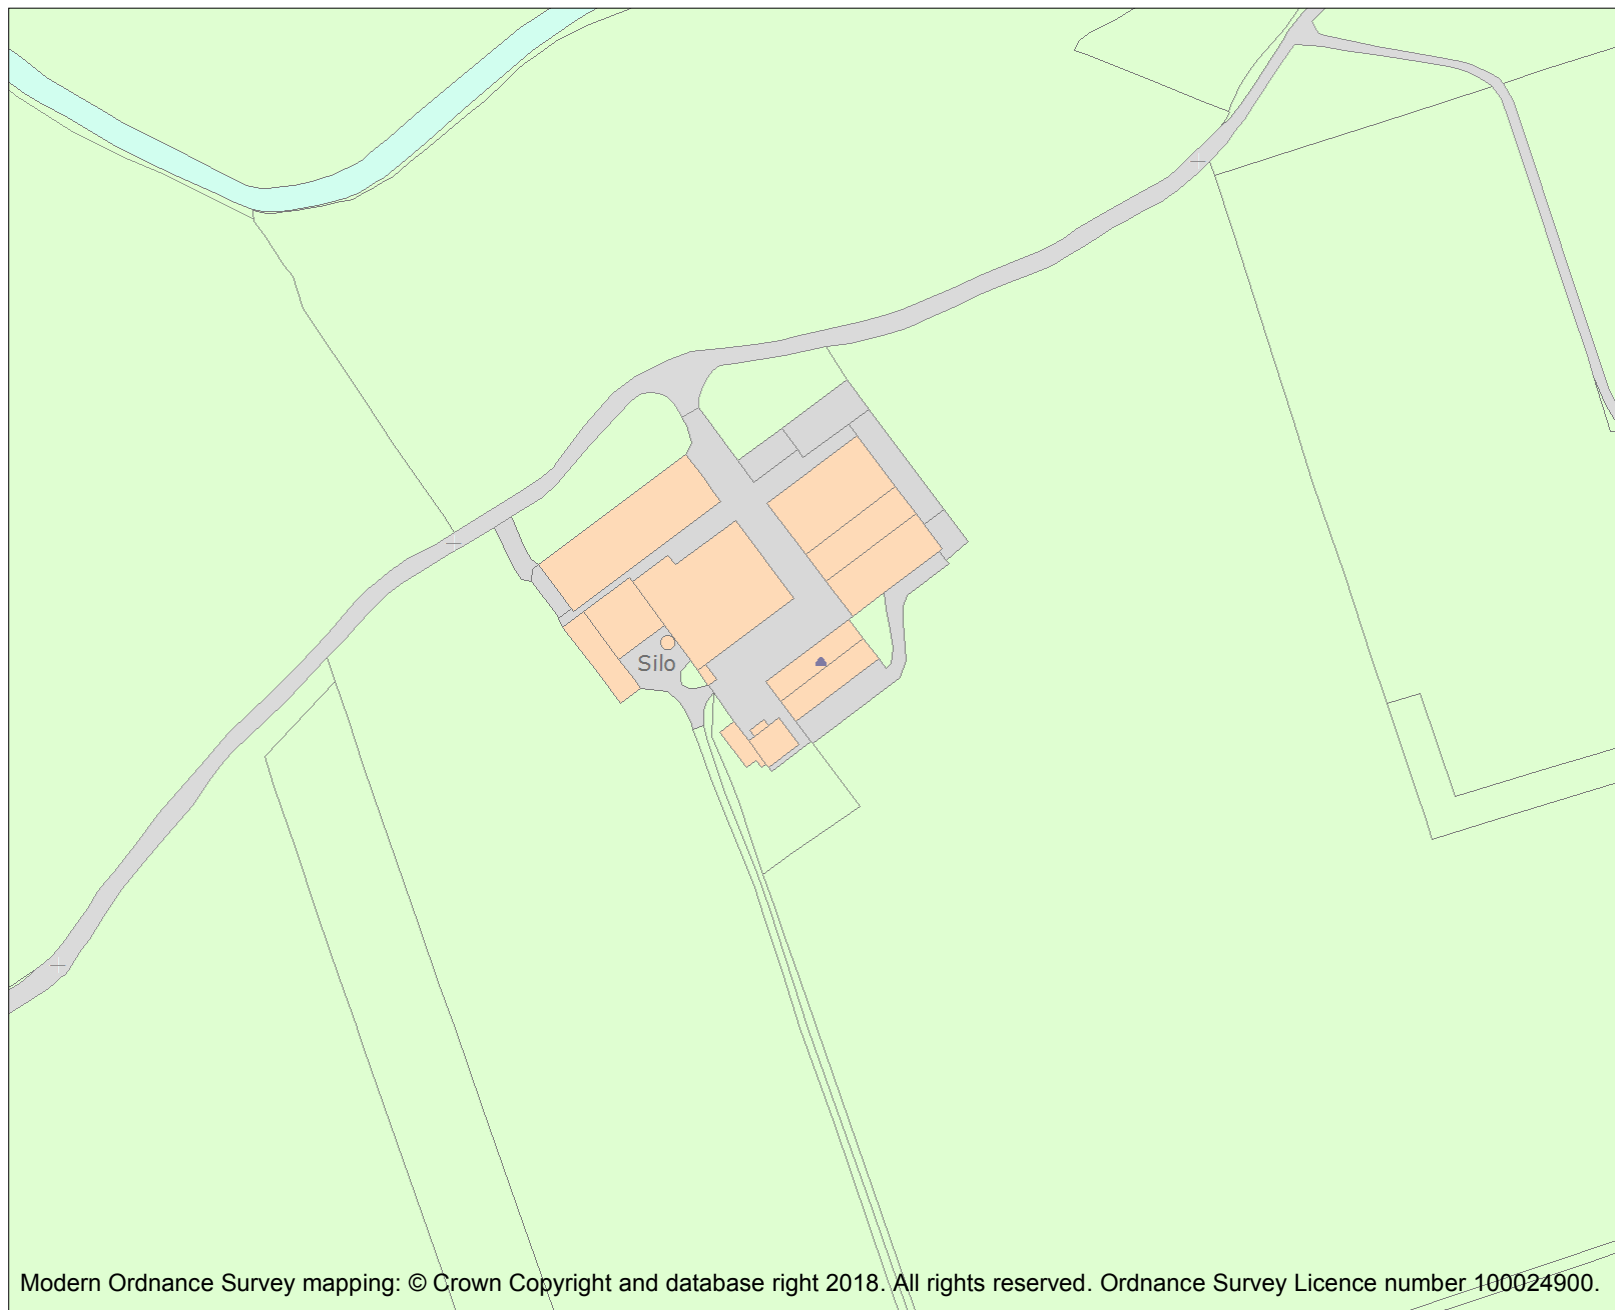 Silo
Modern Ordnance Survey mapping: © Crown Copyright and database right 2018. All rights reserved. Ordnance Survey Licence number 100024900.